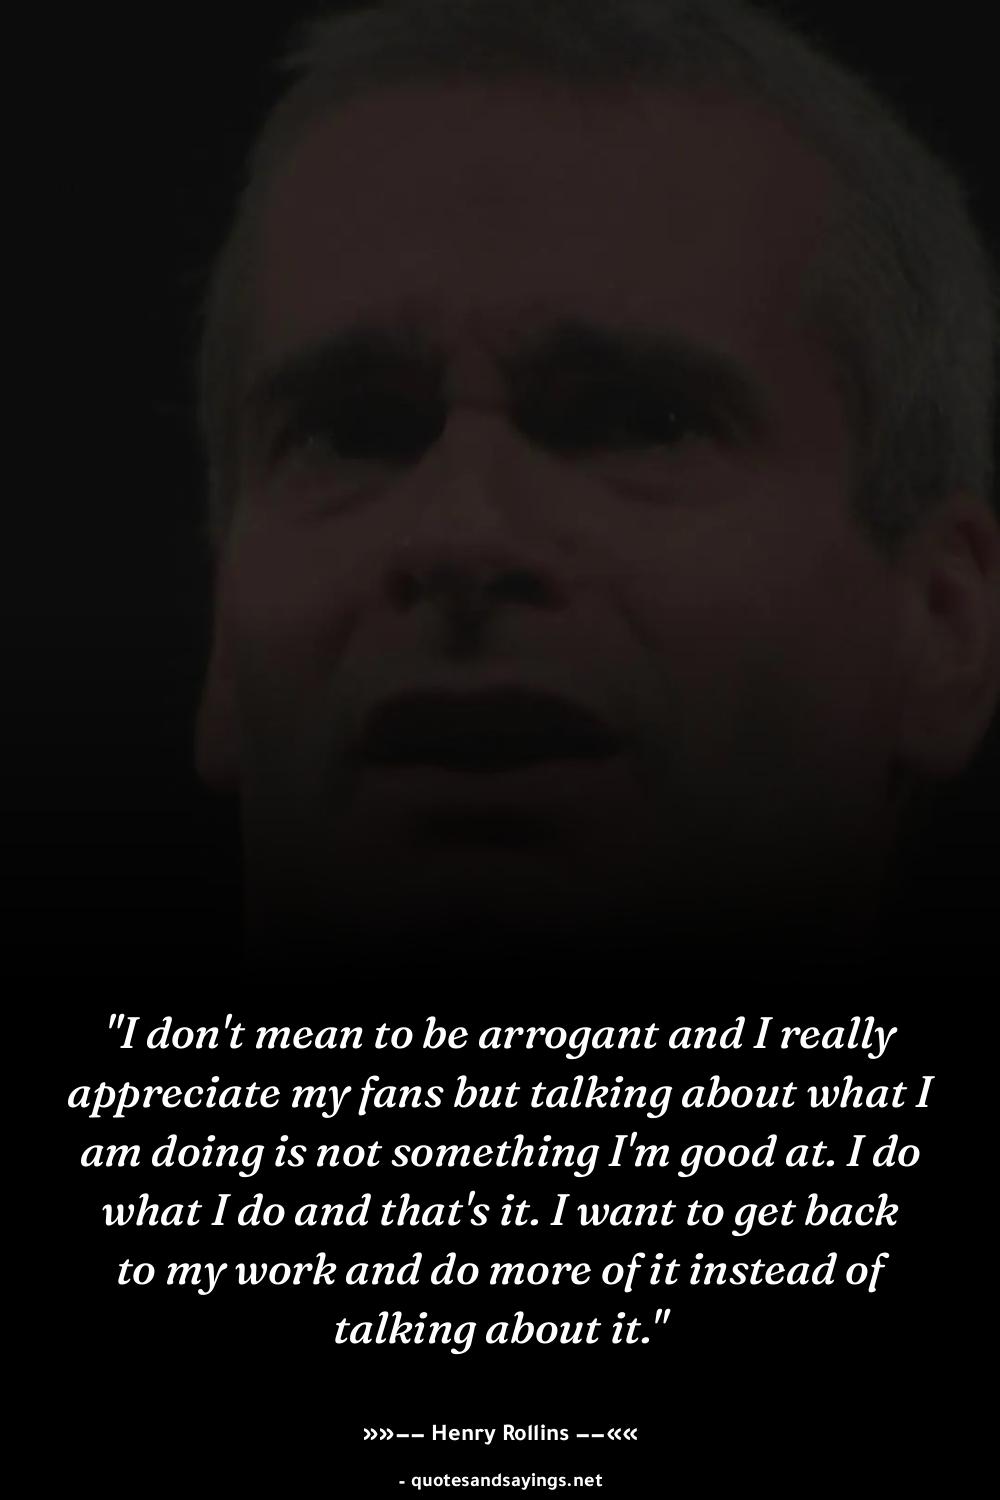 "I don't mean to be arrogant and I really
appreciate my fans but talking about what I
am doing is not something I'm good at. I do
what I do and that's it. I want to get back
to my work and do more of it instead of
talking about it."
»»–– Henry Rollins ––««
- quotesandsayings.net